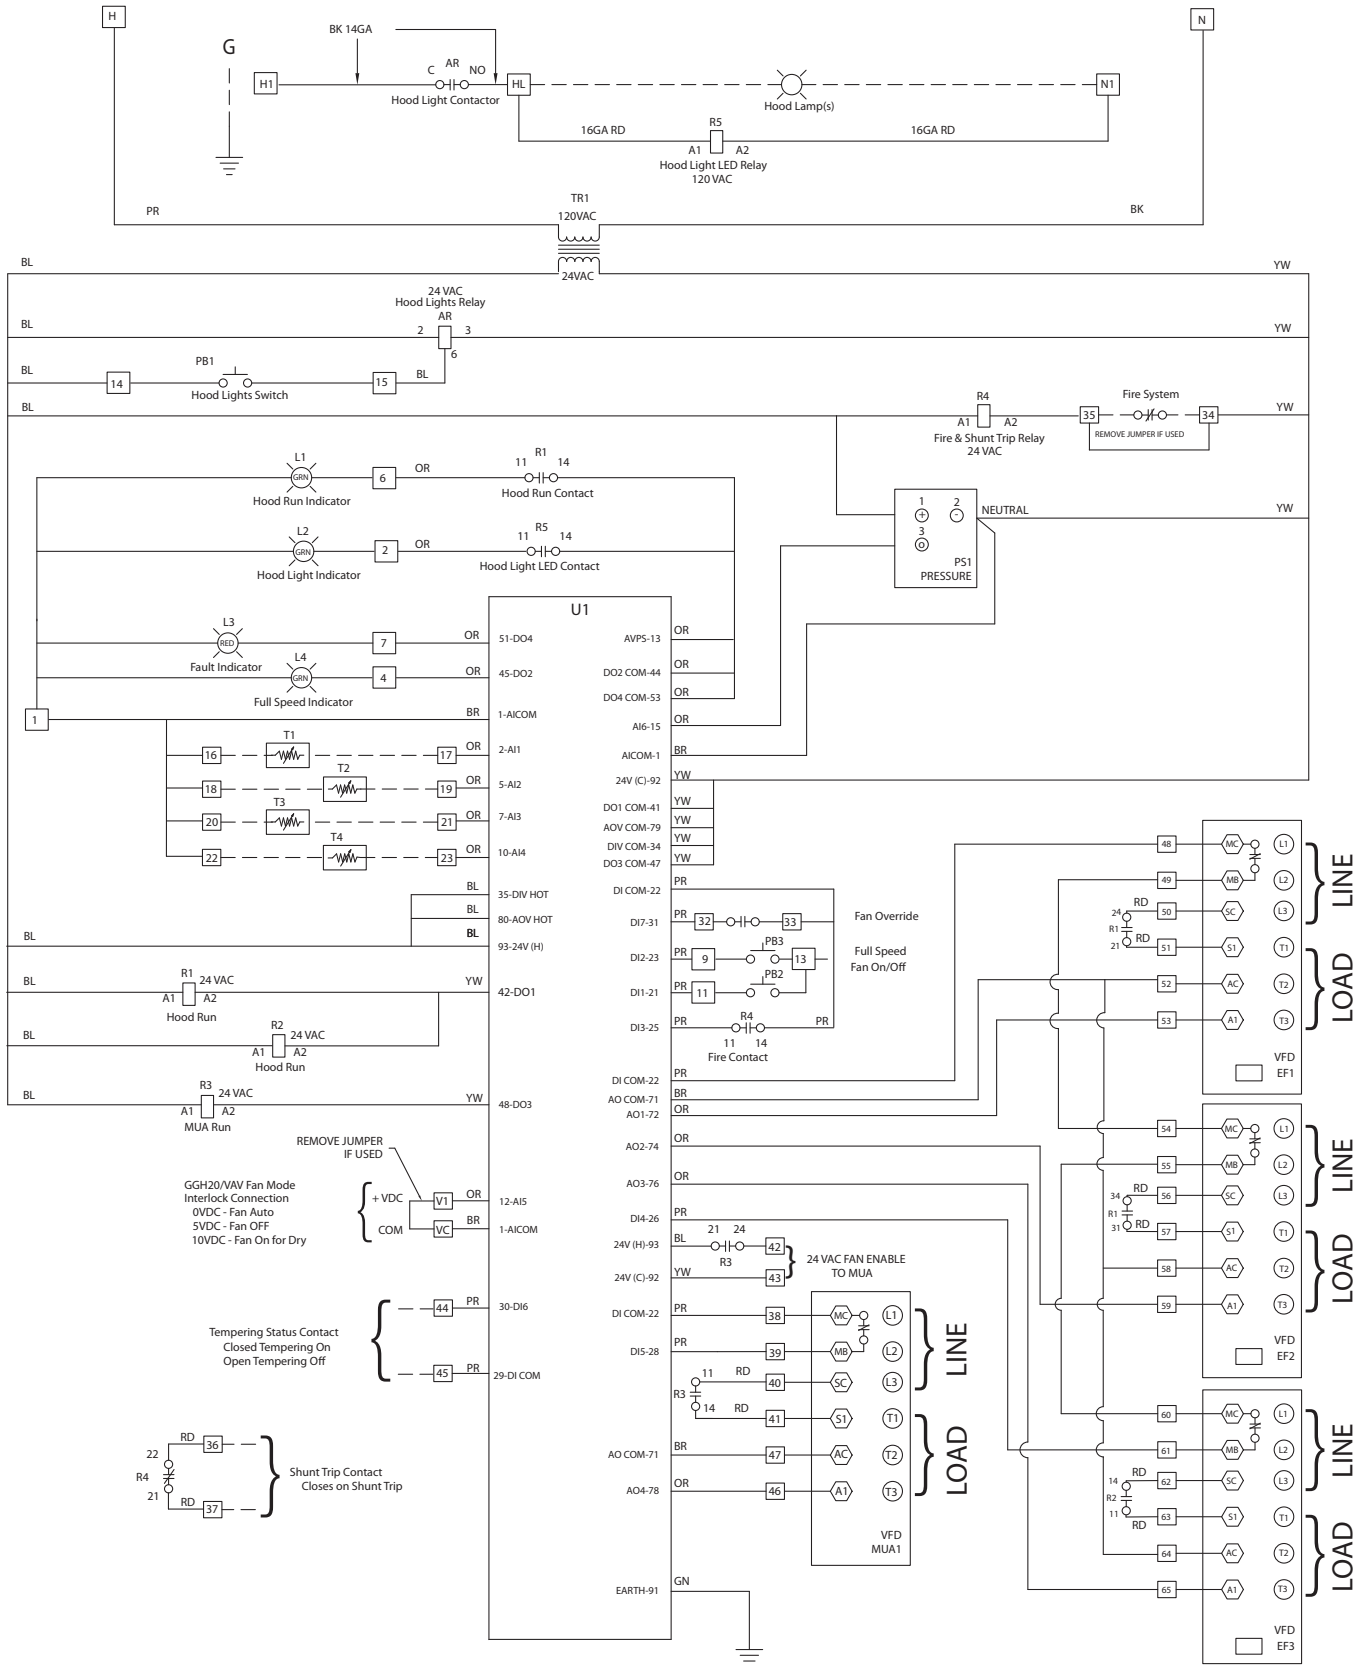 H
N
G
BK 14GA
H1
C
AR
NO
Hood Light Contactor
HL
Hood Lamp(s)
N1
16GA RD
R5
16GA RD
A1
A2
Hood Light LED Relay
120 VAC
PR
TR1
120VAC
BK
BL
24VAC
YW
24 VAC
Hood Lights Relay
BL
AR
2
3
YW
6
BL
PB1
14
15
BL
Hood Lights Switch
BL
R4
A1
A2
Fire & Shunt Trip Relay
24 VAC
Fire System
35
34
REMOVE JUMPER IF USED
YW
L1
GRN
6
OR
Hood Run Indicator
R1
11
14
Hood Run Contact
1
+
2
-
3
o
PS1
PRESSURE
NEUTRAL
YW
L2
GRN
2
OR
Hood Light Indicator
R5
11
14
Hood Light LED Contact
U1
L3
RED
7
OR
51-DO4
Fault Indicator
L4
GRN
4
OR
45-DO2
Full Speed Indicator
1
BR
1-AICOM
16
T1
17
OR
2-AI1
18
T2
19
OR
5-AI2
20
T3
21
OR
7-AI3
22
T4
23
OR
10-AI4
BL
35-DIV HOT
BL
80-AOV HOT
BL
BL
93-24V (H)
BL
R1
24 VAC
A1
A2
Hood Run
YW
42-DO1
BL
R2
24 VAC
A1
A2
Hood Run
BL
R3
24 VAC
A1
A2
MUA Run
YW
48-DO3
REMOVE JUMPER
IF USED
GGH20/VAV Fan Mode
Interlock Connection
0VDC - Fan Auto
5VDC - Fan OFF
10VDC - Fan On for Dry
+ VDC
V1
OR
12-AI5
COM
VC
BR
1-AICOM
44
PR
30-DI6
Tempering Status Contact
Closed Tempering On
Open Tempering Off
45
PR
29-DI COM
RD
36
22
R4
21
RD
37
Shunt Trip Contact
Closes on Shunt Trip
AVPS-13
OR
DO2 COM-44
OR
DO4 COM-53
OR
AI6-15
OR
AICOM-1
BR
24V (C)-92
YW
DO1 COM-41
YW
AOV COM-79
YW
DIV COM-34
YW
DO3 COM-47
YW
DI COM-22
PR
DI7-31
PR
32
33
Fan Override
DI2-23
PR
9
PB3
13
Full Speed
Fan On/Off
DI1-21
PR
11
PB2
DI3-25
PR
R4
PR
11
14
Fire Contact
DI COM-22
PR
AO COM-71
BR
AO1-72
OR
AO2-74
OR
AO3-76
OR
DI4-26
PR
24V (H)-93
BL
21
24
R3
42
24 VAC FAN ENABLE
TO MUA
24V (C)-92
YW
43
DI COM-22
PR
38
MC
L1
DI5-28
PR
39
MB
L2
LINE
11
RD
40
SC
L3
R3
14
RD
41
S1
T1
AO COM-71
BR
47
AC
T2
LOAD
AO4-78
OR
46
A1
T3
VFD
MUA1
EARTH-91
GN
48
MC
L1
49
MB
L2
LINE
24
RD
50
SC
L3
R1
21
RD
51
S1
T1
52
AC
T2
LOAD
53
A1
T3
VFD
EF1
54
MC
L1
55
MB
L2
LINE
34
RD
56
SC
L3
R1
31
RD
57
S1
T1
58
AC
T2
LOAD
59
A1
T3
VFD
EF2
60
MC
L1
61
MB
L2
LINE
14
RD
62
SC
L3
R2
11
RD
63
S1
T1
64
AC
T2
LOAD
65
A1
T3
VFD
EF3